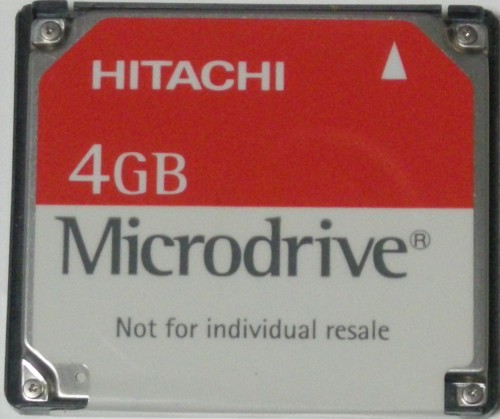 HITACHI
4GB
Microdrive®
Not for individual resale